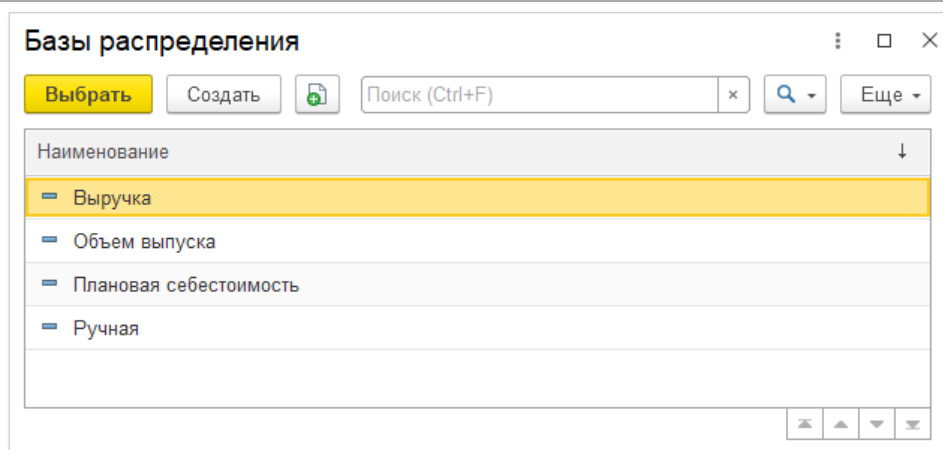 Базы распределения
Выбрать Создать Поиск (Ctrl+F) × Еще
Наименование ↓
Выручка
Объем выпуска
Плановая себестоимость
Ручная